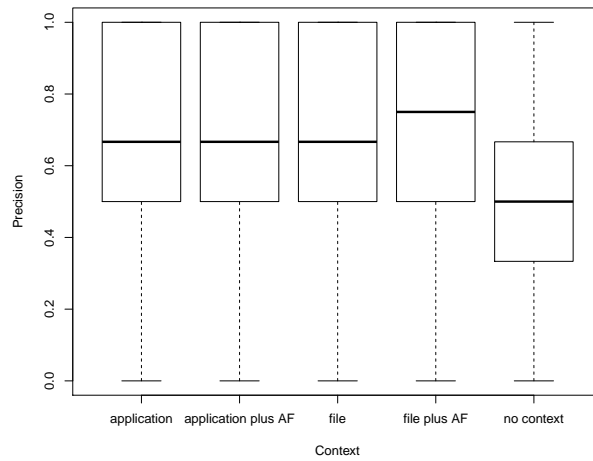 1.0
0.8
0.6
0.4
0.2
0.0
Precision
application application plus AF file file plus AF no context
Context